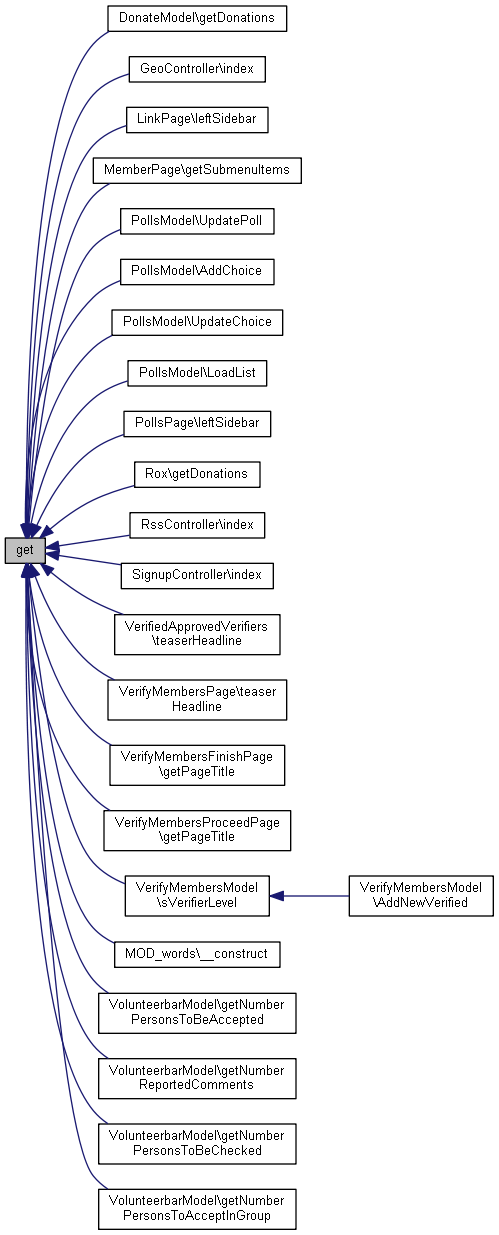 DonateModel\getDonations
GeoController\index
LinkPage\leftSidebar
MemberPage\getSubmenuItems
PollsModel\UpdatePoll
PollsModel\AddChoice
PollsModel\UpdateChoice
PollsModel\LoadList
PollsPage\leftSidebar
Rox\getDonations
RssController\index
get
SignupController\index
VerifiedApprovedVerifiers
\teaserHeadline
VerifyMembersPage\teaser
Headline
VerifyMembersFinishPage
\getPageTitle
VerifyMembersProceedPage
\getPageTitle
VerifyMembersModel
\sVerifierLevel
VerifyMembersModel
\AddNewVerified
MOD_words\__construct
VolunteerbarModel\getNumber
PersonsToBeAccepted
VolunteerbarModel\getNumber
ReportedComments
VolunteerbarModel\getNumber
PersonsToBeChecked
VolunteerbarModel\getNumber
PersonsToAcceptInGroup